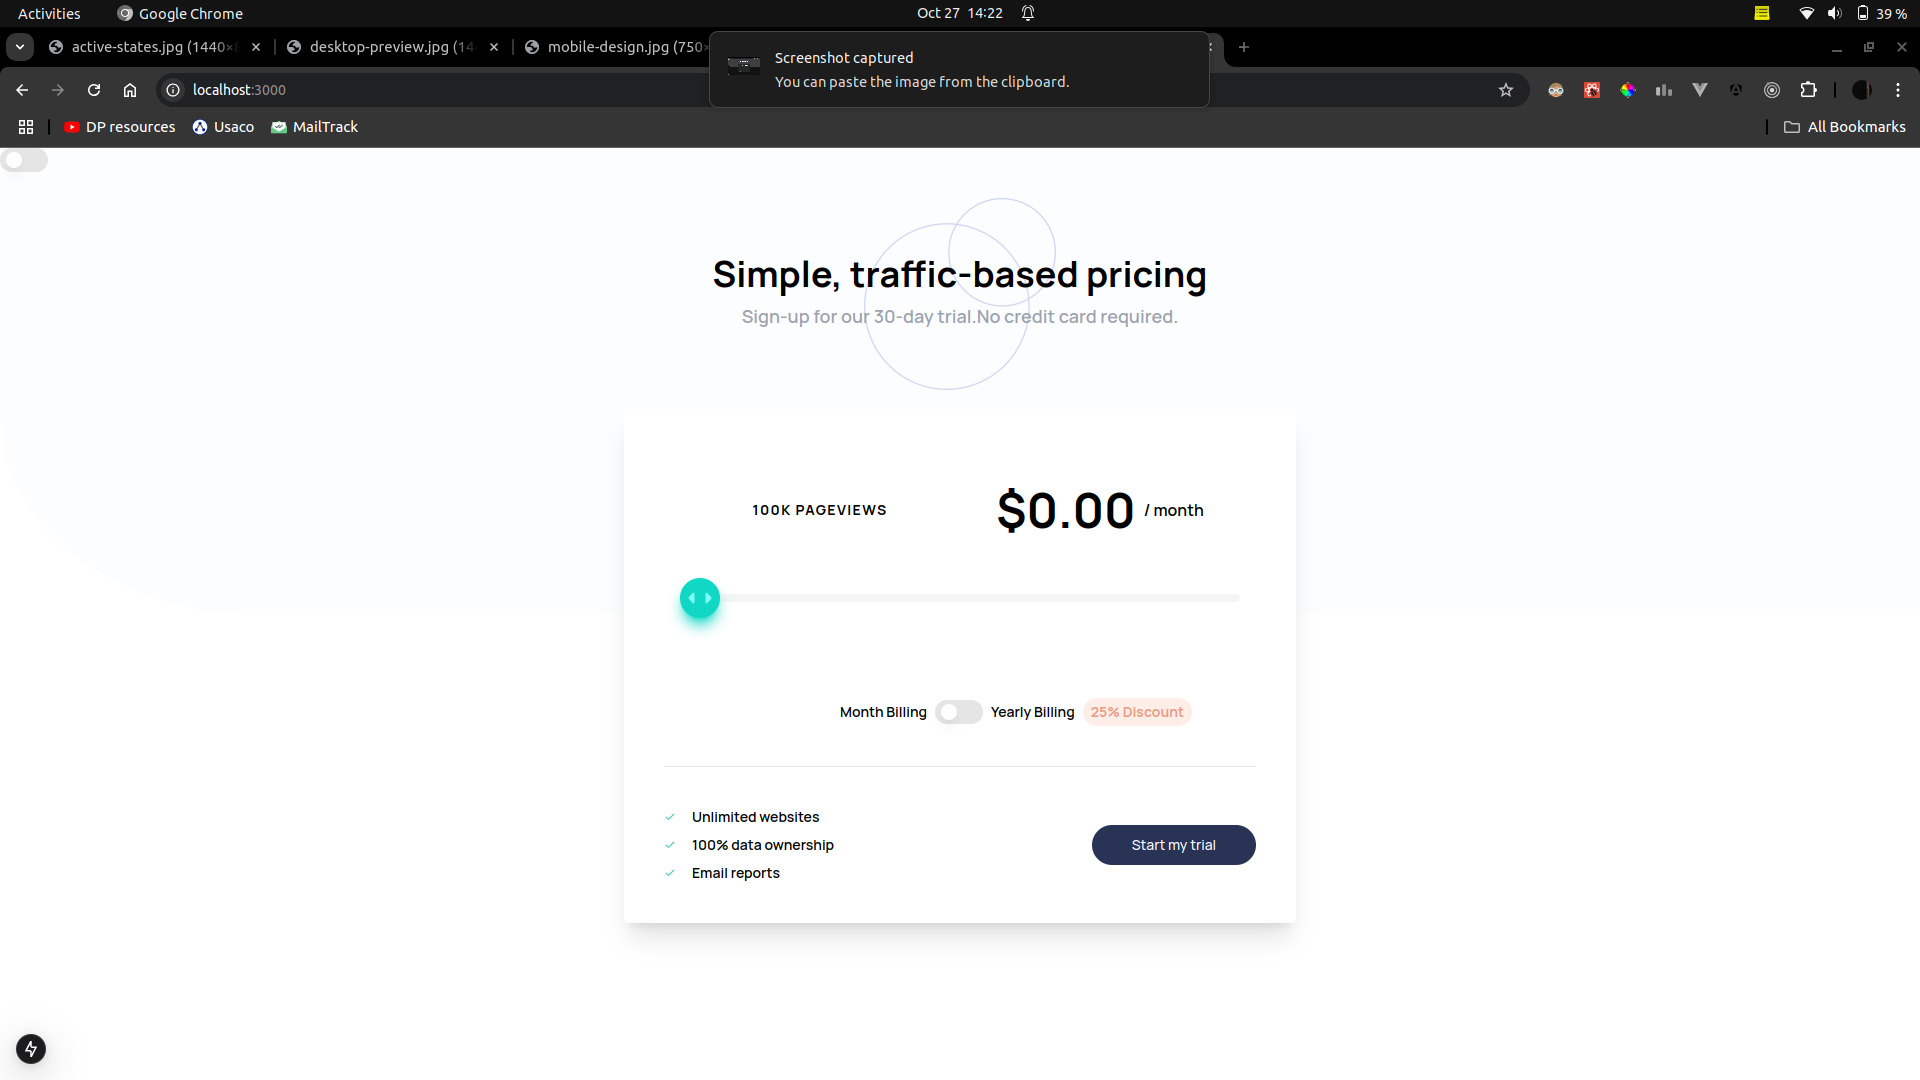 Activities Google Chrome Oct 27 14:22 39 %
active-states.jpg (1440× desktop-preview.jpg (14 mobile-design.jpg (750×
Screenshot captured
You can paste the image from the clipboard.
localhost:3000
DP resources Usaco MailTrack All Bookmarks
Simple, traffic-based pricing
Sign-up for our 30-day trial.No credit card required.
100K PAGEVIEWS $0.00 / month
Month Billing Yearly Billing 25% Discount
Unlimited websites
100% data ownership
Email reports
Start my trial